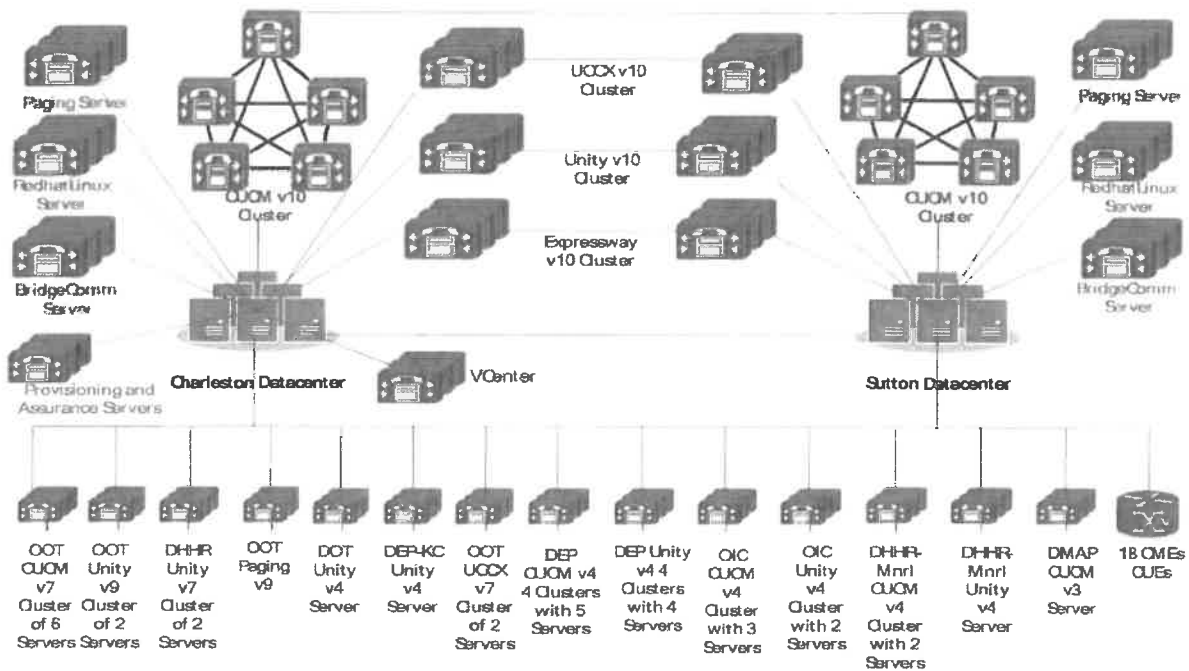 Paging Server
UCCX v10
Cluster
Paging Server
Redhat Linux
Server
CUCM v10
Cluster
Unity v10
Cluster
CUCM v10
Cluster
Redhat Linux
Server
BridgeComm
Server
Expressway
v10 Cluster
BridgeComm
Server
Provisioning and
Assurance Servers
Charleston Datacenter
VCenter
Sutton Datacenter
OOT
CUCM
v7
Cluster
of 6
Servers
OOT
Unity
v9
Cluster
of 2
Servers
DHHR
Unity
v7
Cluster
of 2
Servers
OOT
Paging
v9
DOT
Unity
v4
Server
DEP-KC
Unity
v4
Server
OOT
UCCX
v7
Cluster
of 2
Servers
DEP
CUCM v4
4 Clusters
with 5
Servers
DEP Unity
v4 4
Clusters
with 4
Servers
OIC
CUCM
v4
Cluster
with 3
Servers
OIC
Unity
v4
Cluster
with 2
Servers
DHHR-
Mnrl
CUCM
v4
Cluster
with 2
Servers
DHHR-
Mnrl
Unity
v4
Server
DMAP
CUCM
v3
Server
18 CMEs
CUEs